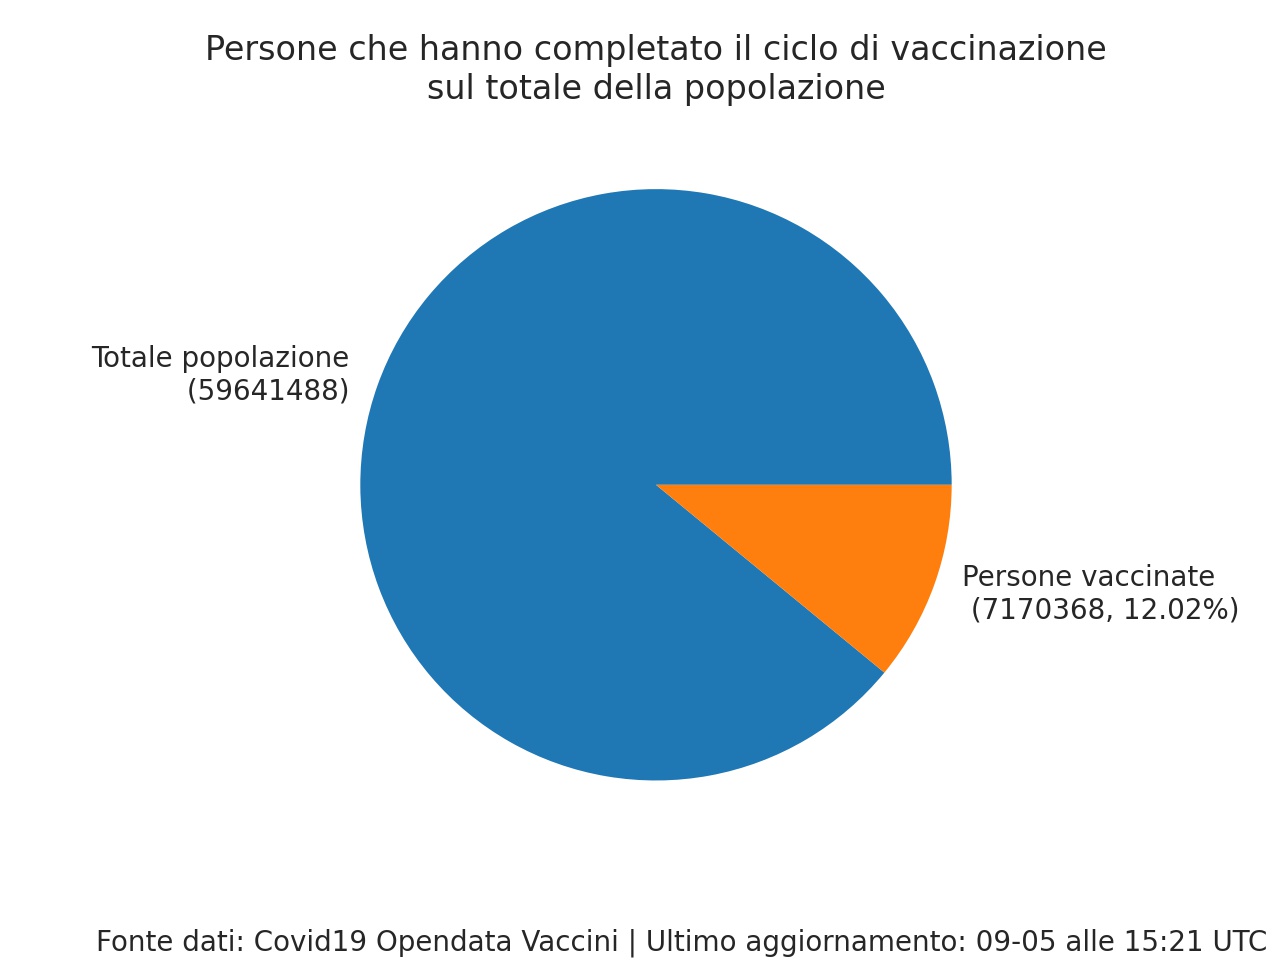 Persone che hanno completato il ciclo di vaccinazione
sul totale della popolazione
Totale popolazione
(59641488)
Persone vaccinate
(7170368, 12.02%)
Fonte dati: Covid19 Opendata Vaccini | Ultimo aggiornamento: 09-05 alle 15:21 UTC